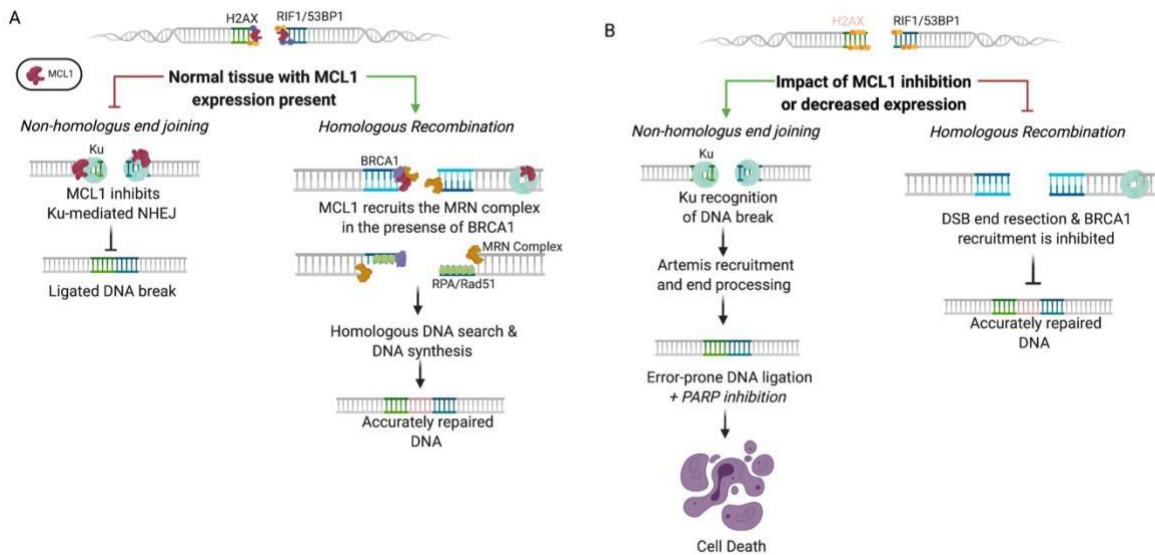 A
H2AX
RIF1/53BP1
MCL1
Normal tissue with MCL1
expression present
Non-homologus end joining
Ku
MCL1 inhibits
Ku-mediated NHEJ
Ligated DNA break
Homologous Recombination
BRCA1
MCL1 recruits the MRN complex
in the presense of BRCA1
MRN Complex
RPA/Rad51
Homologous DNA search &
DNA synthesis
Accurately repaired
DNA
B
H2AX
RIF1/53BP1
Impact of MCL1 inhibition
or decreased expression
Non-homologus end joining
Ku
Ku recognition
of DNA break
Artemis recruitment
and end processing
Error-prone DNA ligation
+ PARP inhibition
Cell Death
Homologous Recombination
DSB end resection & BRCA1
recruitment is inhibited
Accurately repaired
DNA